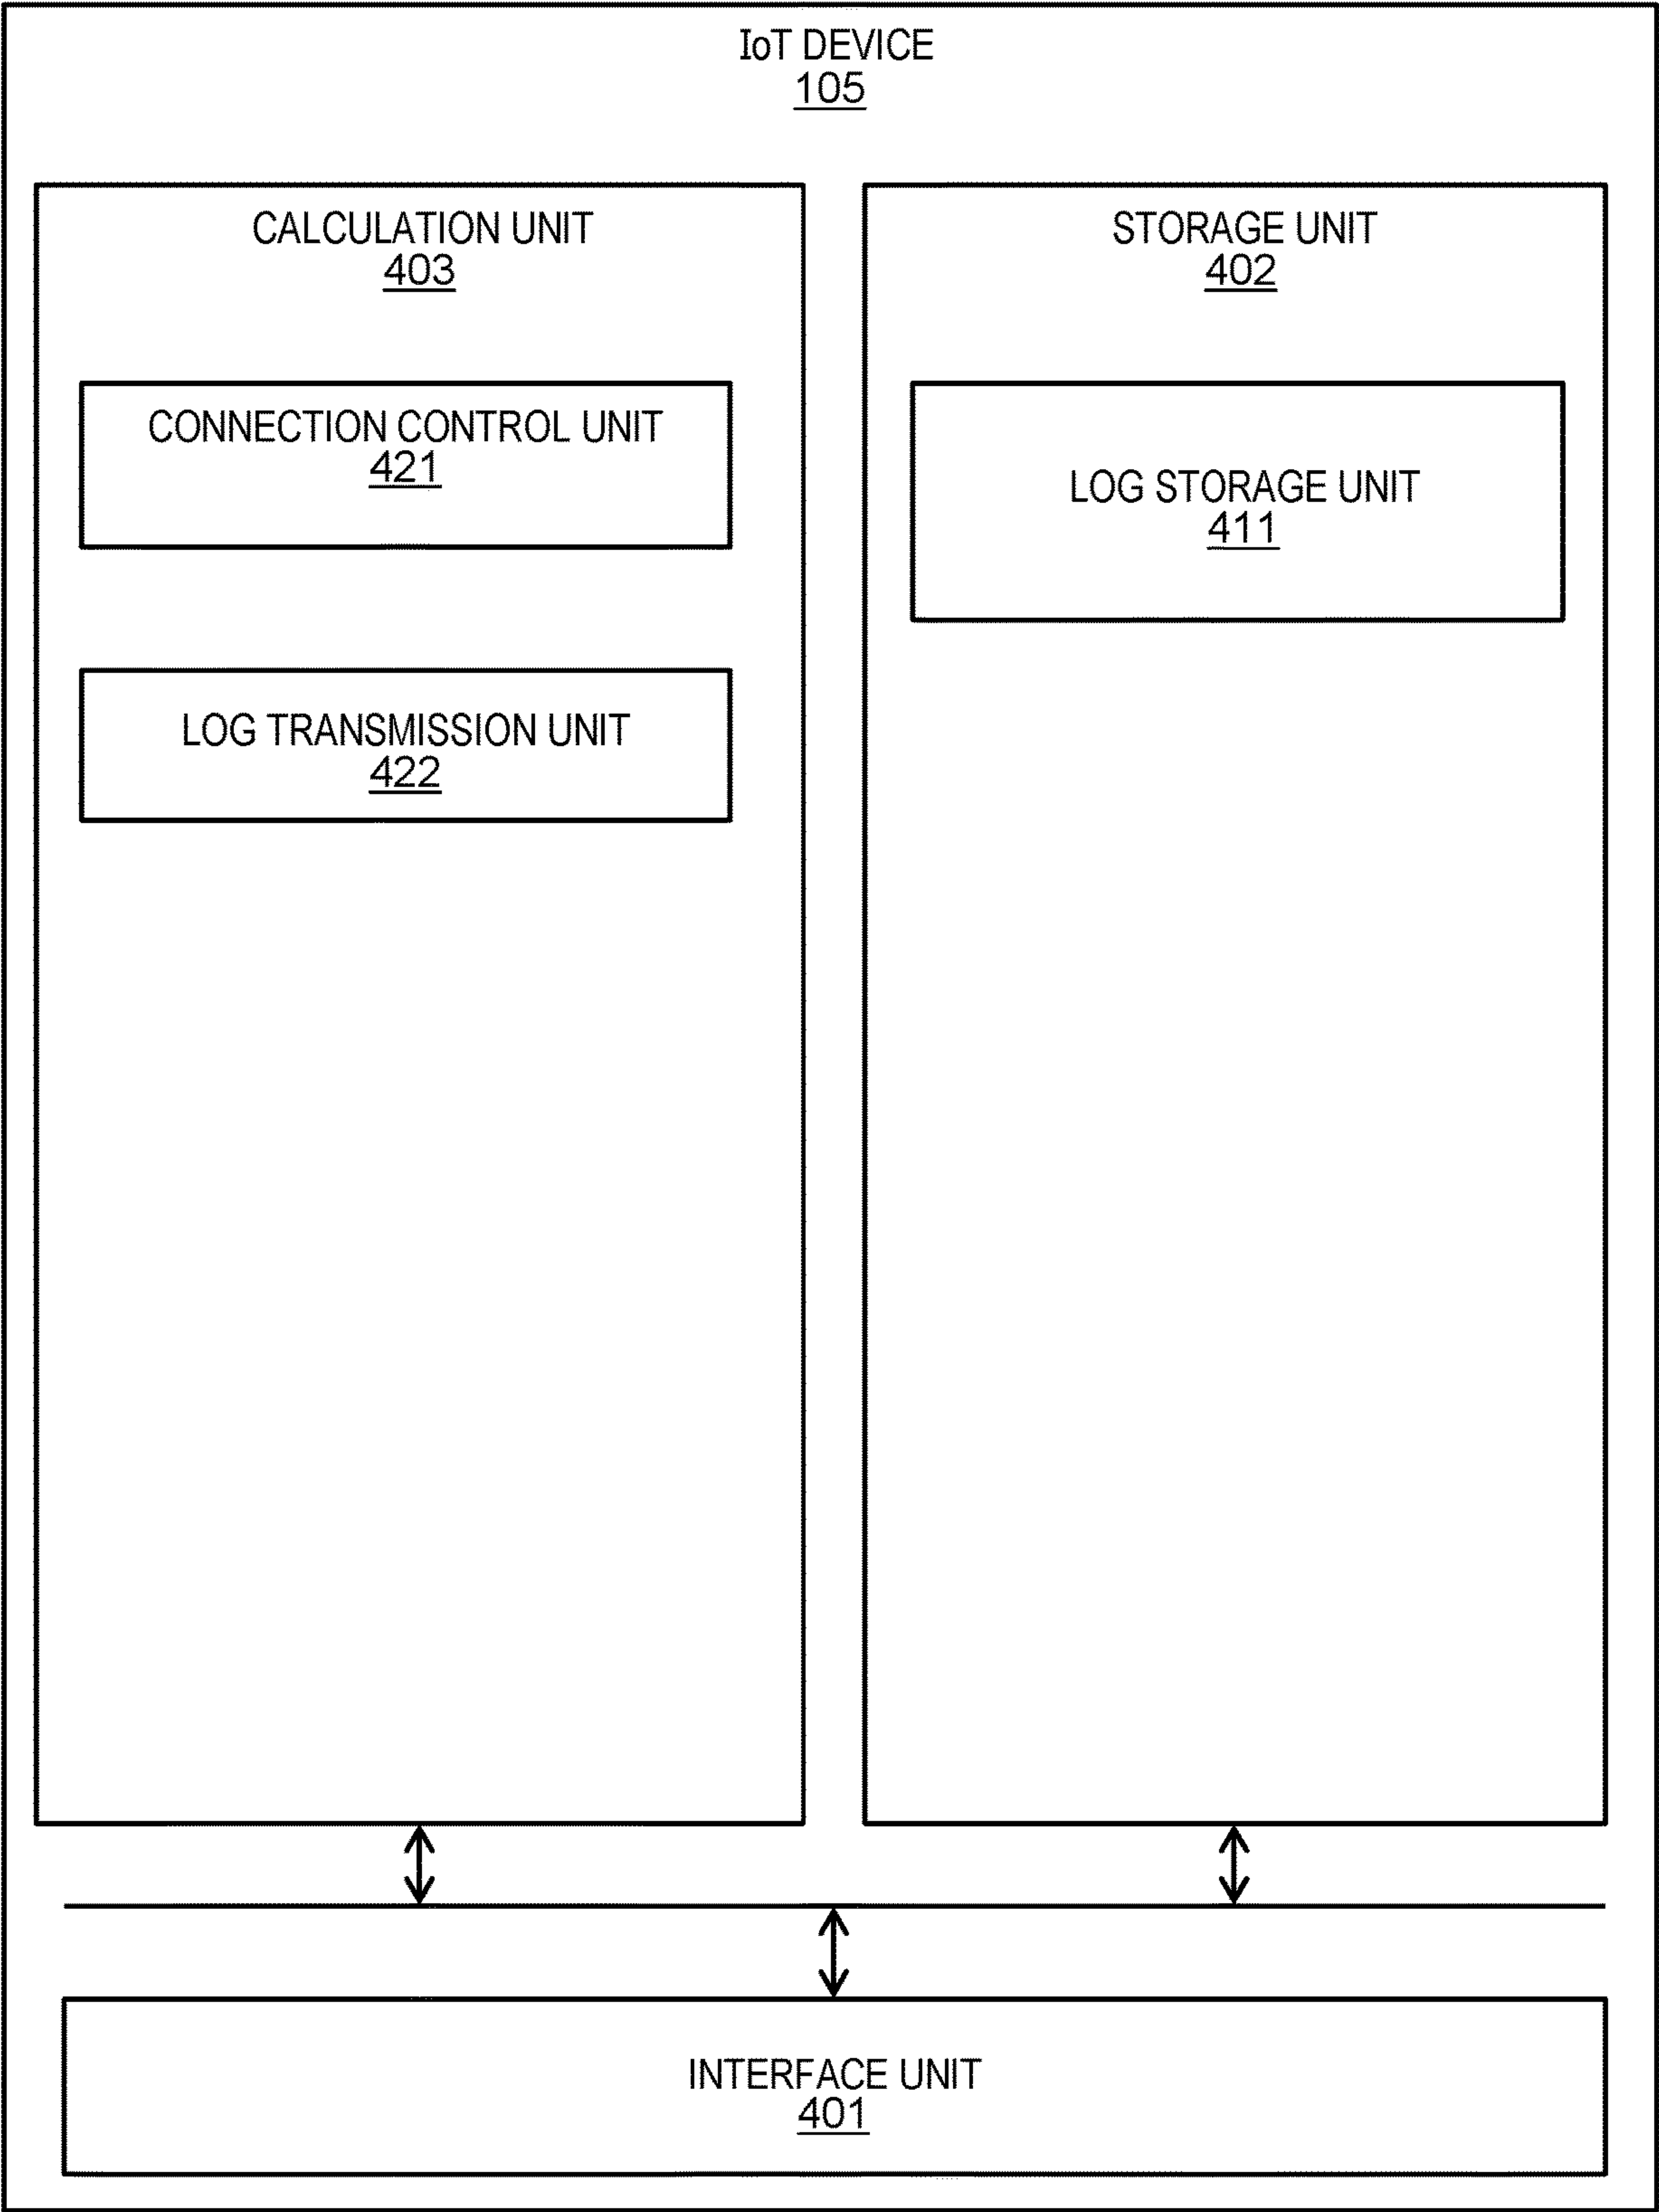 IoT DEVICE
105
CALCULATION UNIT
403
CONNECTION CONTROL UNIT
421
LOG TRANSMISSION UNIT
422
STORAGE UNIT
402
LOG STORAGE UNIT
411
INTERFACE UNIT
401